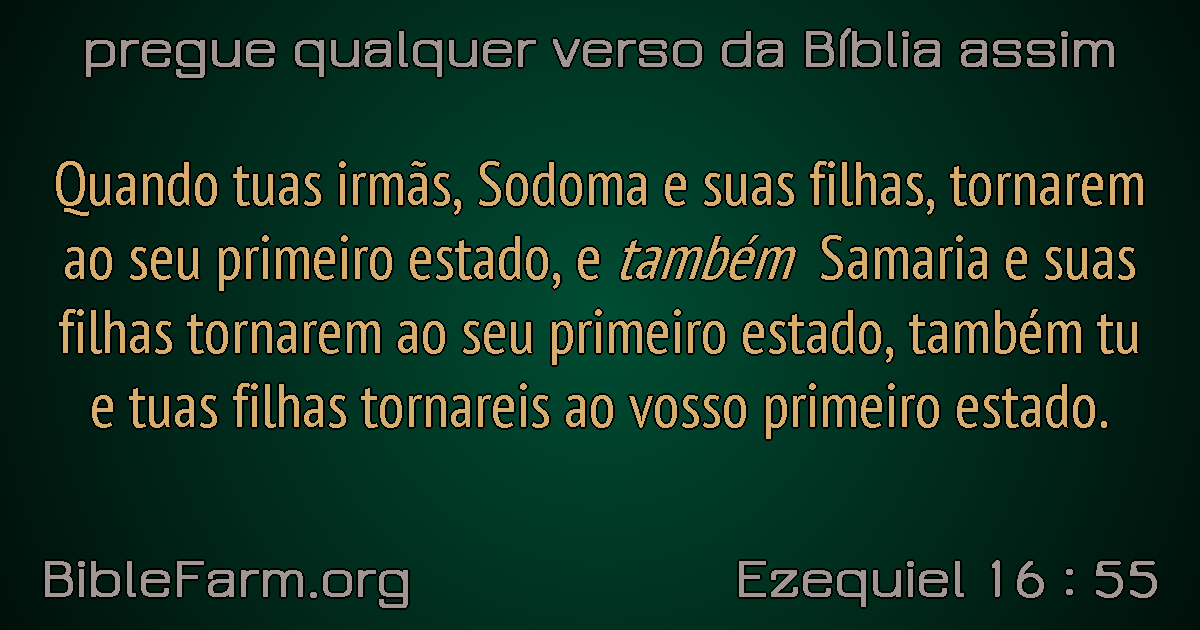 pregue qualquer verso da Bíblia assim
Quando tuas irmãs, Sodoma e suas filhas, tornarem
ao seu primeiro estado, e também Samaria e suas
filhas tornarem ao seu primeiro estado, também tu
e tuas filhas tornareis ao vosso primeiro estado.
BibleFarm.org
Ezequiel 16 : 55